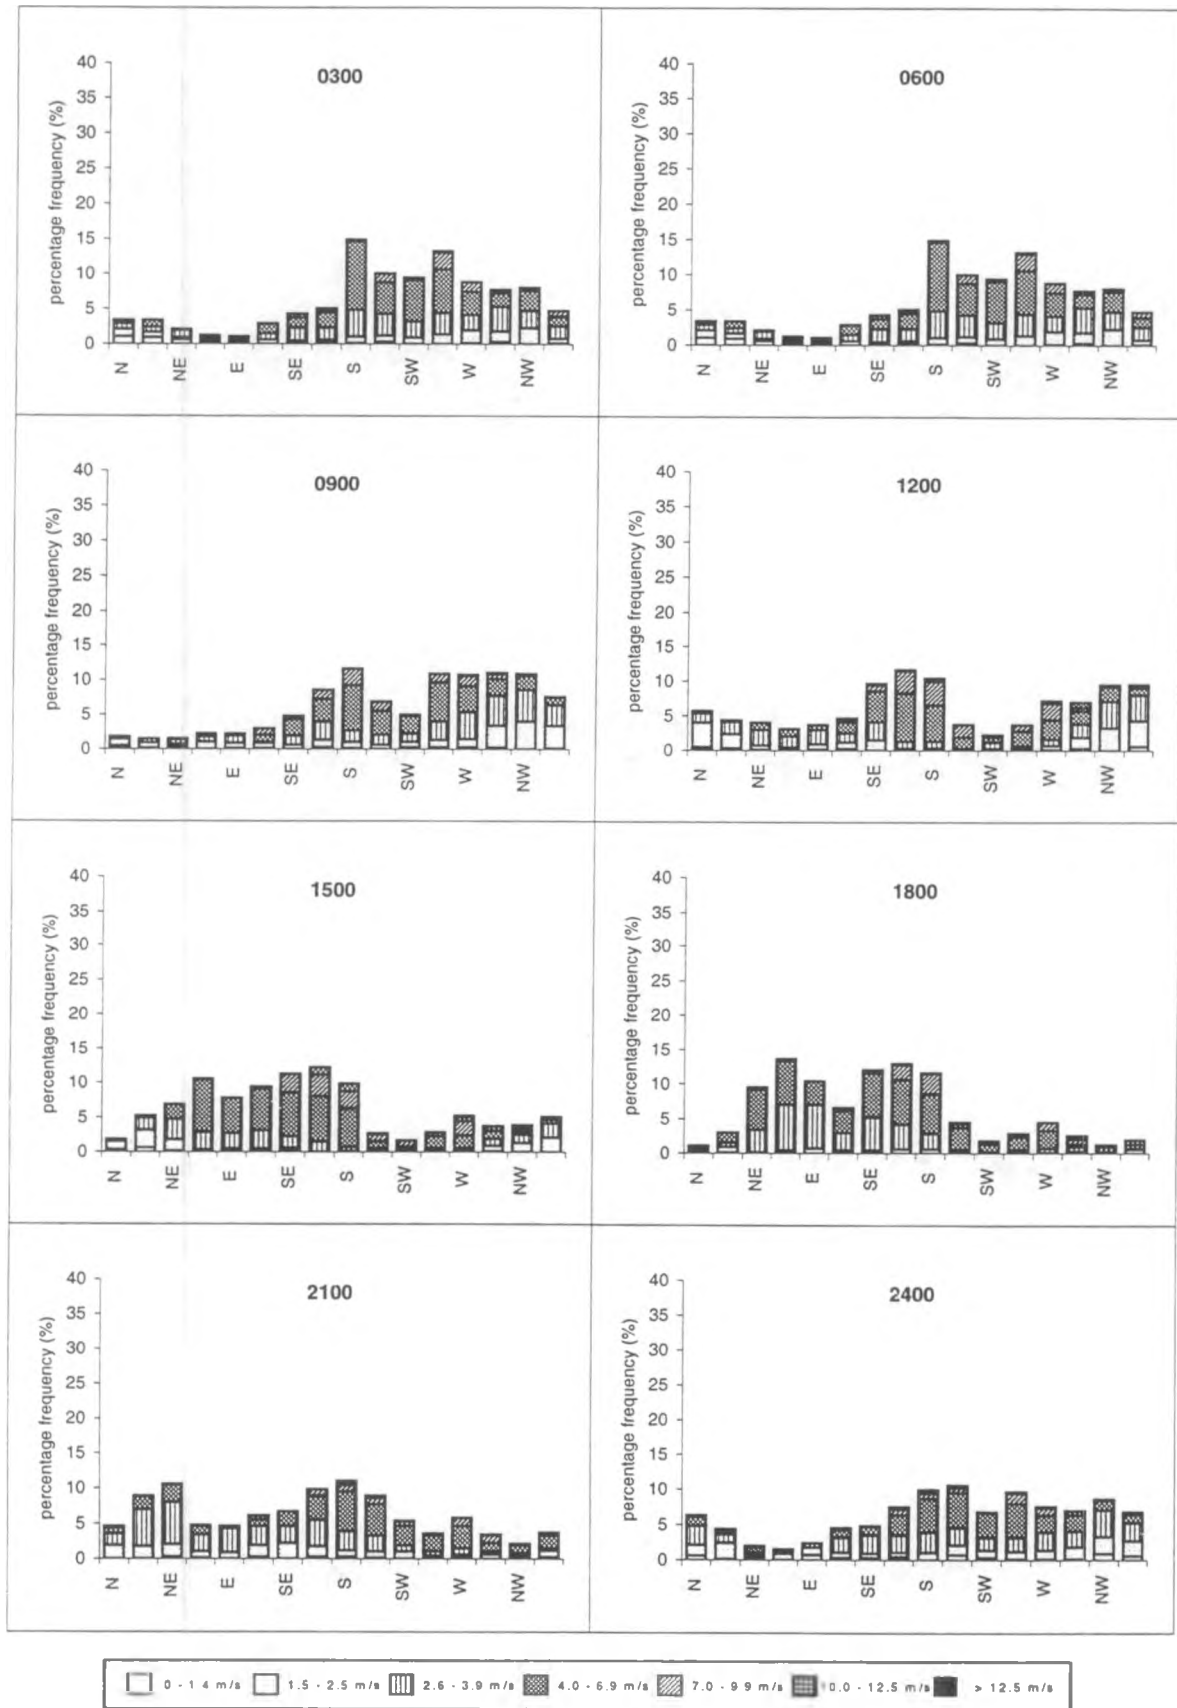 0300
percentage frequency (%)
40
35
30
25
20
15
10
5
0
N
NE
E
SE
S
SW
W
NW
0600
percentage frequency (%)
40
35
30
25
20
15
10
5
0
N
NE
E
SE
S
SW
W
NW
0900
percentage frequency (%)
40
35
30
25
20
15
10
5
0
N
NE
E
SE
S
SW
W
NW
1200
percentage frequency (%)
40
35
30
25
20
15
10
5
0
N
NE
E
SE
S
SW
W
NW
1500
percentage frequency (%)
40
35
30
25
20
15
10
5
0
N
NE
E
SE
S
SW
W
NW
1800
percentage frequency (%)
40
35
30
25
20
15
10
5
0
N
NE
E
SE
S
SW
W
NW
2100
percentage frequency (%)
40
35
30
25
20
15
10
5
0
N
NE
E
SE
S
SW
W
NW
2400
percentage frequency (%)
40
35
30
25
20
15
10
5
0
N
NE
E
SE
S
SW
W
NW
0 - 1 4 m/s 1.5 - 2.5 m/s 2.6 - 3.9 m/s 4.0 - 6.9 m/s 7.0 - 9 9 m/s 10.0 - 12.5 m/s > 12.5 m/s